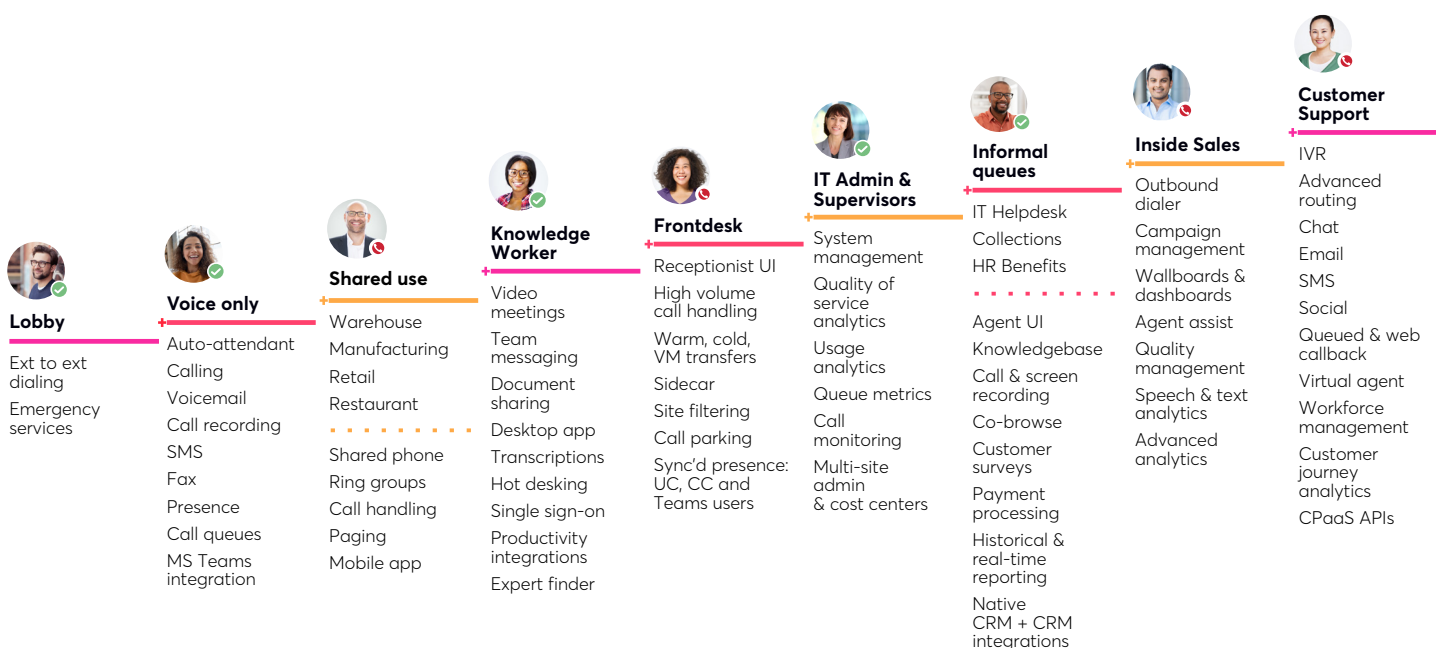 Lobby
Ext to ext
dialing
Emergency
services
+
Voice only
Auto-attendant
Calling
Voicemail
Call recording
SMS
Fax
Presence
Call queues
MS Teams
integration
+
Shared use
Warehouse
Manufacturing
Retail
Restaurant
Shared phone
Ring groups
Call handling
Paging
Mobile app
+
Knowledge
Worker
Video
meetings
Team
messaging
Document
sharing
Desktop app
Transcriptions
Hot desking
Single sign-on
Productivity
integrations
Expert finder
+
Frontdesk
Receptionist UI
High volume
call handling
Warm, cold,
VM transfers
Sidecar
Site filtering
Call parking
Sync'd presence:
UC, CC and
Teams users
+
IT Admin &
Supervisors
System
management
Quality of
service
analytics
Usage
analytics
Queue metrics
Call
monitoring
Multi-site
admin
& cost centers
+
Informal
queues
IT Helpdesk
Collections
HR Benefits
Agent UI
Knowledgebase
Call & screen
recording
Co-browse
Customer
surveys
Payment
processing
Historical &
real-time
reporting
Native
CRM + CRM
integrations
+
Inside Sales
Outbound
dialer
Campaign
management
Wallboards &
dashboards
Agent assist
Quality
management
Speech & text
analytics
Advanced
analytics
+
Customer
Support
IVR
Advanced
routing
Chat
Email
SMS
Social
Queued & web
callback
Virtual agent
Workforce
management
Customer
journey
analytics
CPaaS APIs